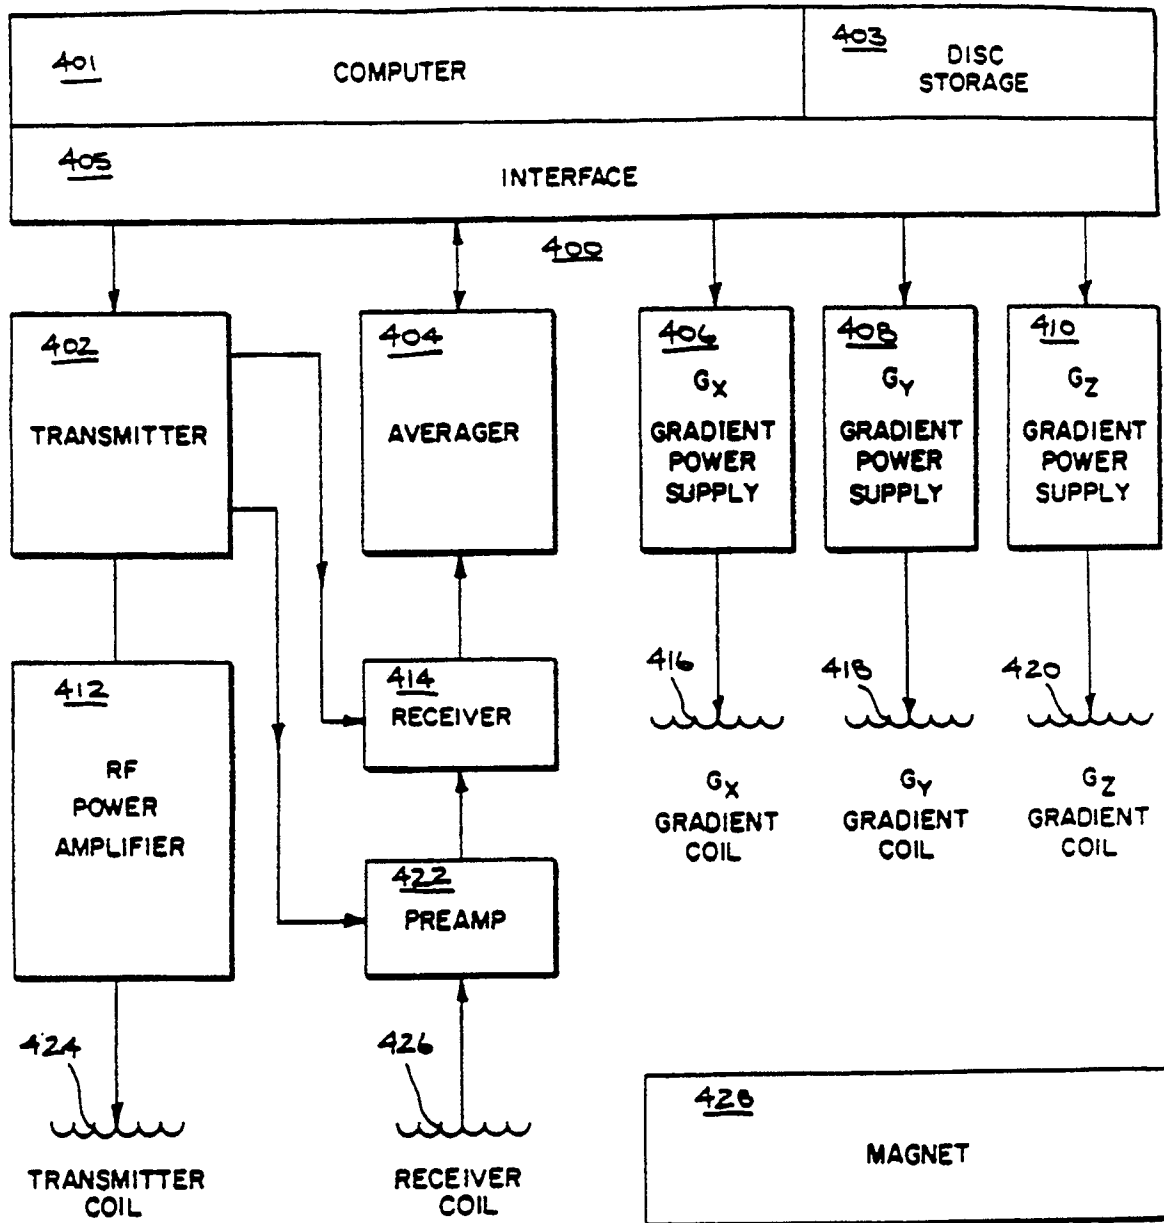 401
COMPUTER
403
DISC
STORAGE
405
INTERFACE
400
402
TRANSMITTER
404
AVERAGER
406
GX
GRADIENT
POWER
SUPPLY
408
GY
GRADIENT
POWER
SUPPLY
410
GZ
GRADIENT
POWER
SUPPLY
412
RF
POWER
AMPLIFIER
414
RECEIVER
416
GX
GRADIENT
COIL
418
GY
GRADIENT
COIL
420
GZ
GRADIENT
COIL
422
PREAMP
424
TRANSMITTER
COIL
426
RECEIVER
COIL
428
MAGNET